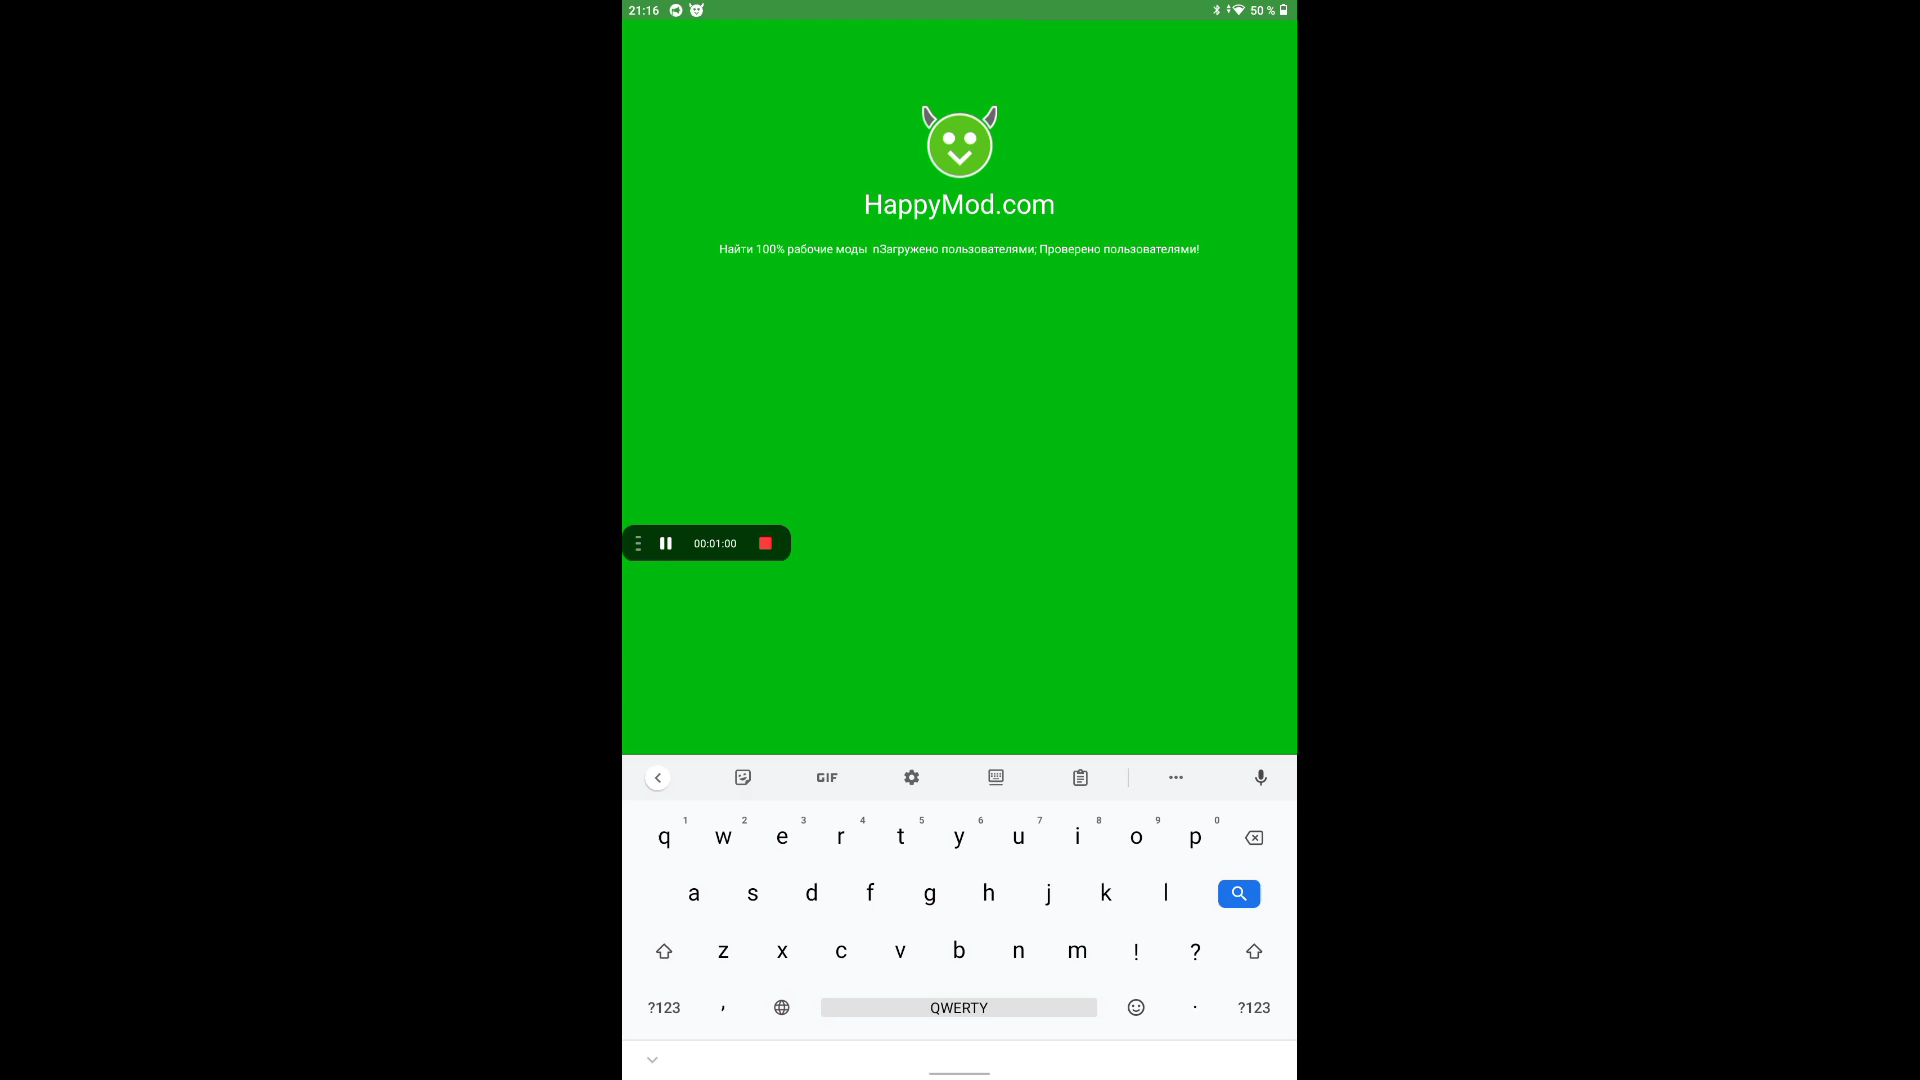 21:16 50 %
HappyMod.com
Найти 100% рабочие моды nЗагружено пользователями; Проверено пользователями!
00:01:00
GIF
1 2 3 4 5 6 7 8 9 0
q w e r t y u i o p
a s d f g h j k l
z x c v b n m ! ?
?123 , QWERTY . ?123